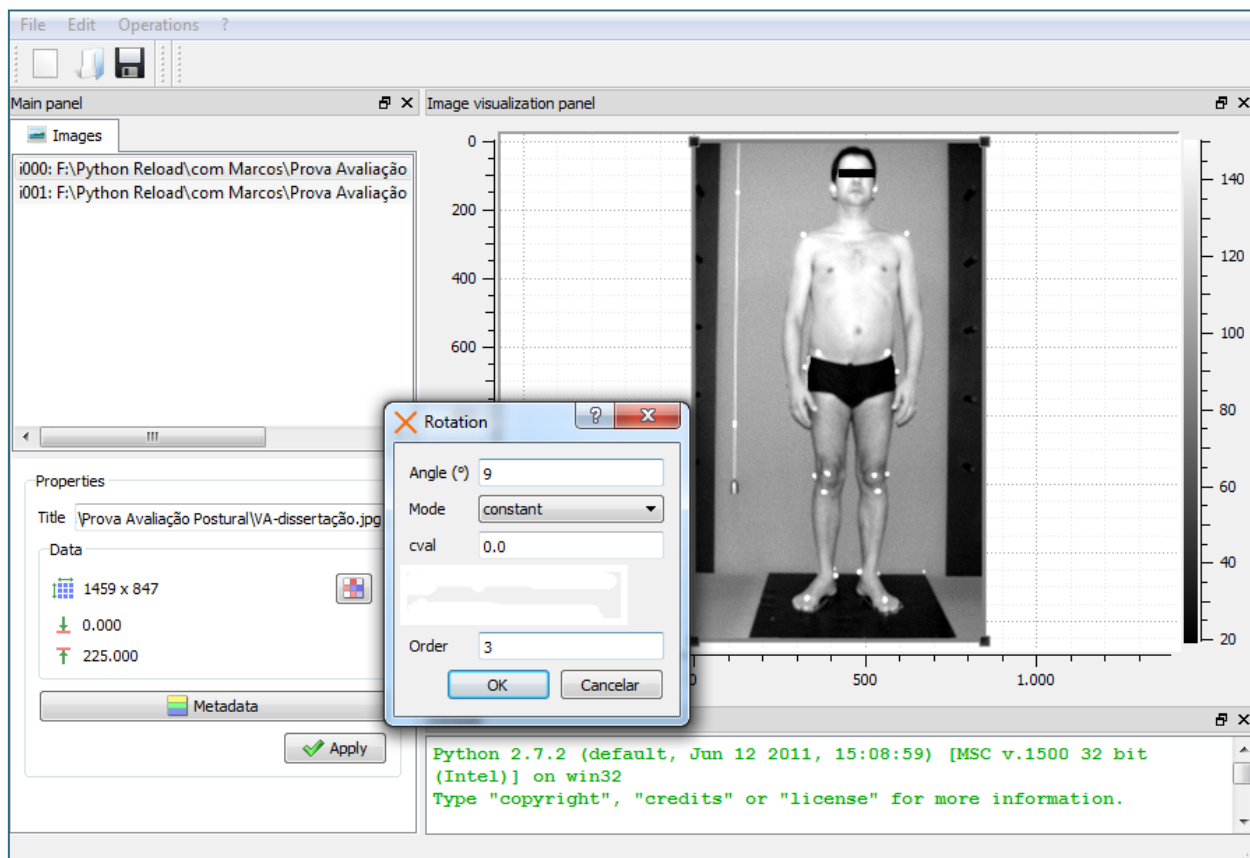 File Edit Operations ?
Main panel
Image visualization panel
Images
i000: F:\Python Reload\com Marcos\Prova Avaliação
i001: F:\Python Reload\com Marcos\Prova Avaliação
Properties
Title \Prova Avaliação Postural\VA-dissertação.jpg
Data
1459 x 847
0.000
225.000
Metadata
Apply
0
200
400
600
0
500
1.000
140
120
100
80
60
40
20
Rotation
Angle (º) 9
Mode constant
cval 0.0
Order 3
OK Cancelar
Python 2.7.2 (default, Jun 12 2011, 15:08:59) [MSC v.1500 32 bit
(Intel)] on win32
Type "copyright", "credits" or "license" for more information.